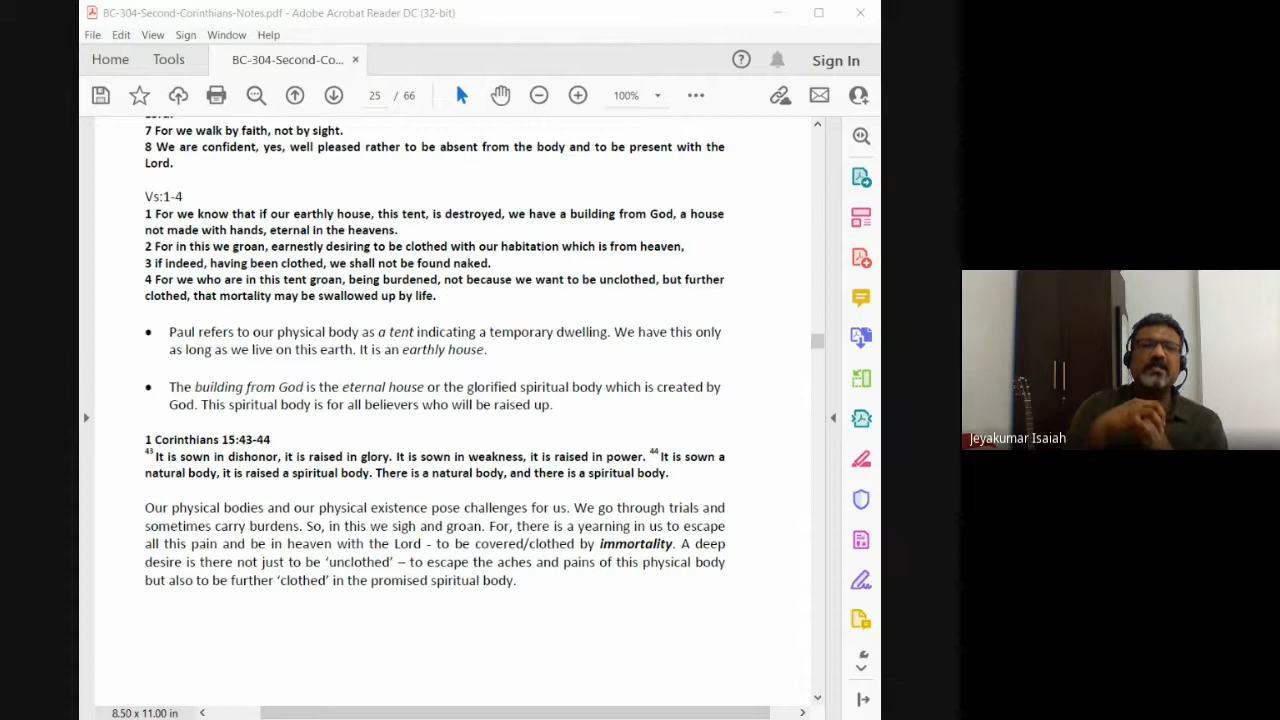 BC-304-Second-Corinthians-Notes.pdf - Adobe Acrobat Reader DC (32-bit)
File Edit View Sign Window Help
Home Tools BC-304-Second-Co... × Sign In
25 / 66 100%
7 For we walk by faith, not by sight.
8 We are confident, yes, well pleased rather to be absent from the body and to be present with the
Lord.
Vs:1-4
1 For we know that if our earthly house, this tent, is destroyed, we have a building from God, a house
not made with hands, eternal in the heavens.
2 For in this we groan, earnestly desiring to be clothed with our habitation which is from heaven,
3 if indeed, having been clothed, we shall not be found naked.
4 For we who are in this tent groan, being burdened, not because we want to be unclothed, but further
clothed, that mortality may be swallowed up by life.
• Paul refers to our physical body as a tent indicating a temporary dwelling. We have this only
as long as we live on this earth. It is an earthly house.
• The building from God is the eternal house or the glorified spiritual body which is created by
God. This spiritual body is for all believers who will be raised up.
1 Corinthians 15:43-44
43 It is sown in dishonor, it is raised in glory. It is sown in weakness, it is raised in power. 44 It is sown a
natural body, it is raised a spiritual body. There is a natural body, and there is a spiritual body.
Our physical bodies and our physical existence pose challenges for us. We go through trials and
sometimes carry burdens. So, in this we sigh and groan. For, there is a yearning in us to escape
all this pain and be in heaven with the Lord - to be covered/clothed by immortality. A deep
desire is there not just to be ‘unclothed’ – to escape the aches and pains of this physical body
but also to be further ‘clothed’ in the promised spiritual body.
8.50 x 11.00 in
Jeyakumar Isaiah